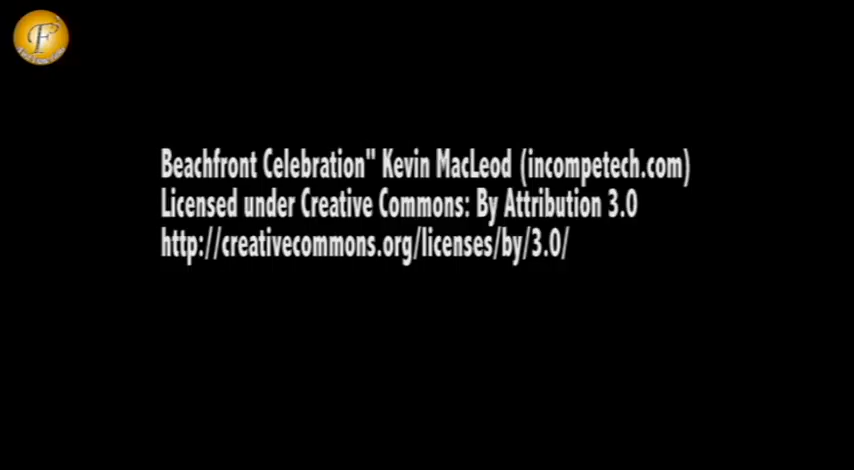 F
Beachfront Celebration" Kevin MacLeod (incompetech.com)
Licensed under Creative Commons: By Attribution 3.0
http://creativecommons.org/licenses/by/3.0/